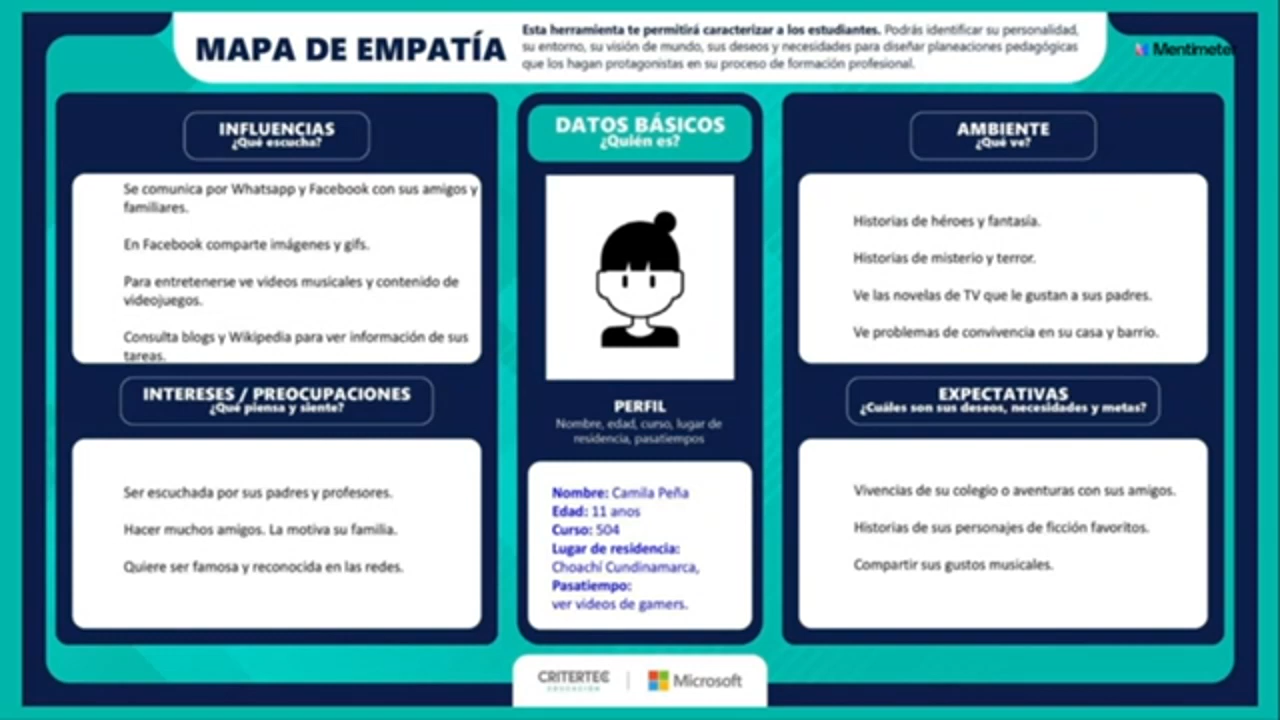 MAPA DE EMPATÍA
Esta herramienta te permitirá caracterizar a los estudiantes. Podrás identificar su personalidad,
su entorno, su visión de mundo, sus deseos y necesidades para diseñar planeaciones pedagógicas
que los hagan protagonistas en su proceso de formación profesional.
Mentimeter
INFLUENCIAS
¿Qué escucha?
Se comunica por Whatsapp y Facebook con sus amigos y
familiares.
En Facebook comparte imágenes y gifs.
Para entretenerse ve videos musicales y contenido de
videojuegos.
Consulta blogs y Wikipedia para ver información de sus
tareas.
INTERESES / PREOCUPACIONES
¿Qué piensa y siente?
Ser escuchada por sus padres y profesores.
Hacer muchos amigos. La motiva su familia.
Quiere ser famosa y reconocida en las redes.
DATOS BÁSICOS
¿Quién es?
PERFIL
Nombre, edad, curso, lugar de
residencia, pasatiempos
Nombre: Camila Peña
Edad: 11 anos
Curso: 504
Lugar de residencia:
Choachí Cundinamarca,
Pasatiempo:
ver videos de gamers.
AMBIENTE
¿Qué ve?
Historias de héroes y fantasía.
Historias de misterio y terror.
Ve las novelas de TV que le gustan a sus padres.
Ve problemas de convivencia en su casa y barrio.
EXPECTATIVAS
¿Cuáles son sus deseos, necesidades y metas?
Vivencias de su colegio o aventuras con sus amigos.
Historias de sus personajes de ficción favoritos.
Compartir sus gustos musicales.
CRITERTEC
EDUCACIÓN
Microsoft